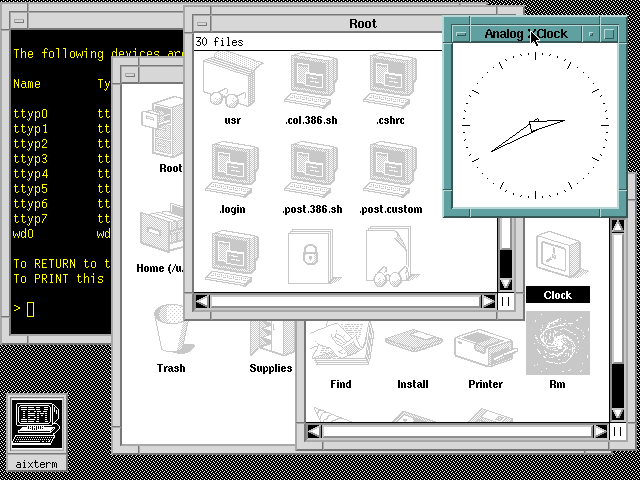 The following devices are
Name Ty
ttyp0 tt
ttyp1 tt
ttyp2 tt
ttyp3 tt
ttyp4 tt
ttyp5 tt
ttyp6 tt
ttyp7 tt
wd0 wd
To RETURN to t
To PRINT this
>
Root
30 files
usr .col.386.sh .cshrc
.login .post.386.sh .post.custom
Analog Clock
Root
Home (/u.
Trash Supplies
Clock
Find Install Printer Rm
IBM
aixterm